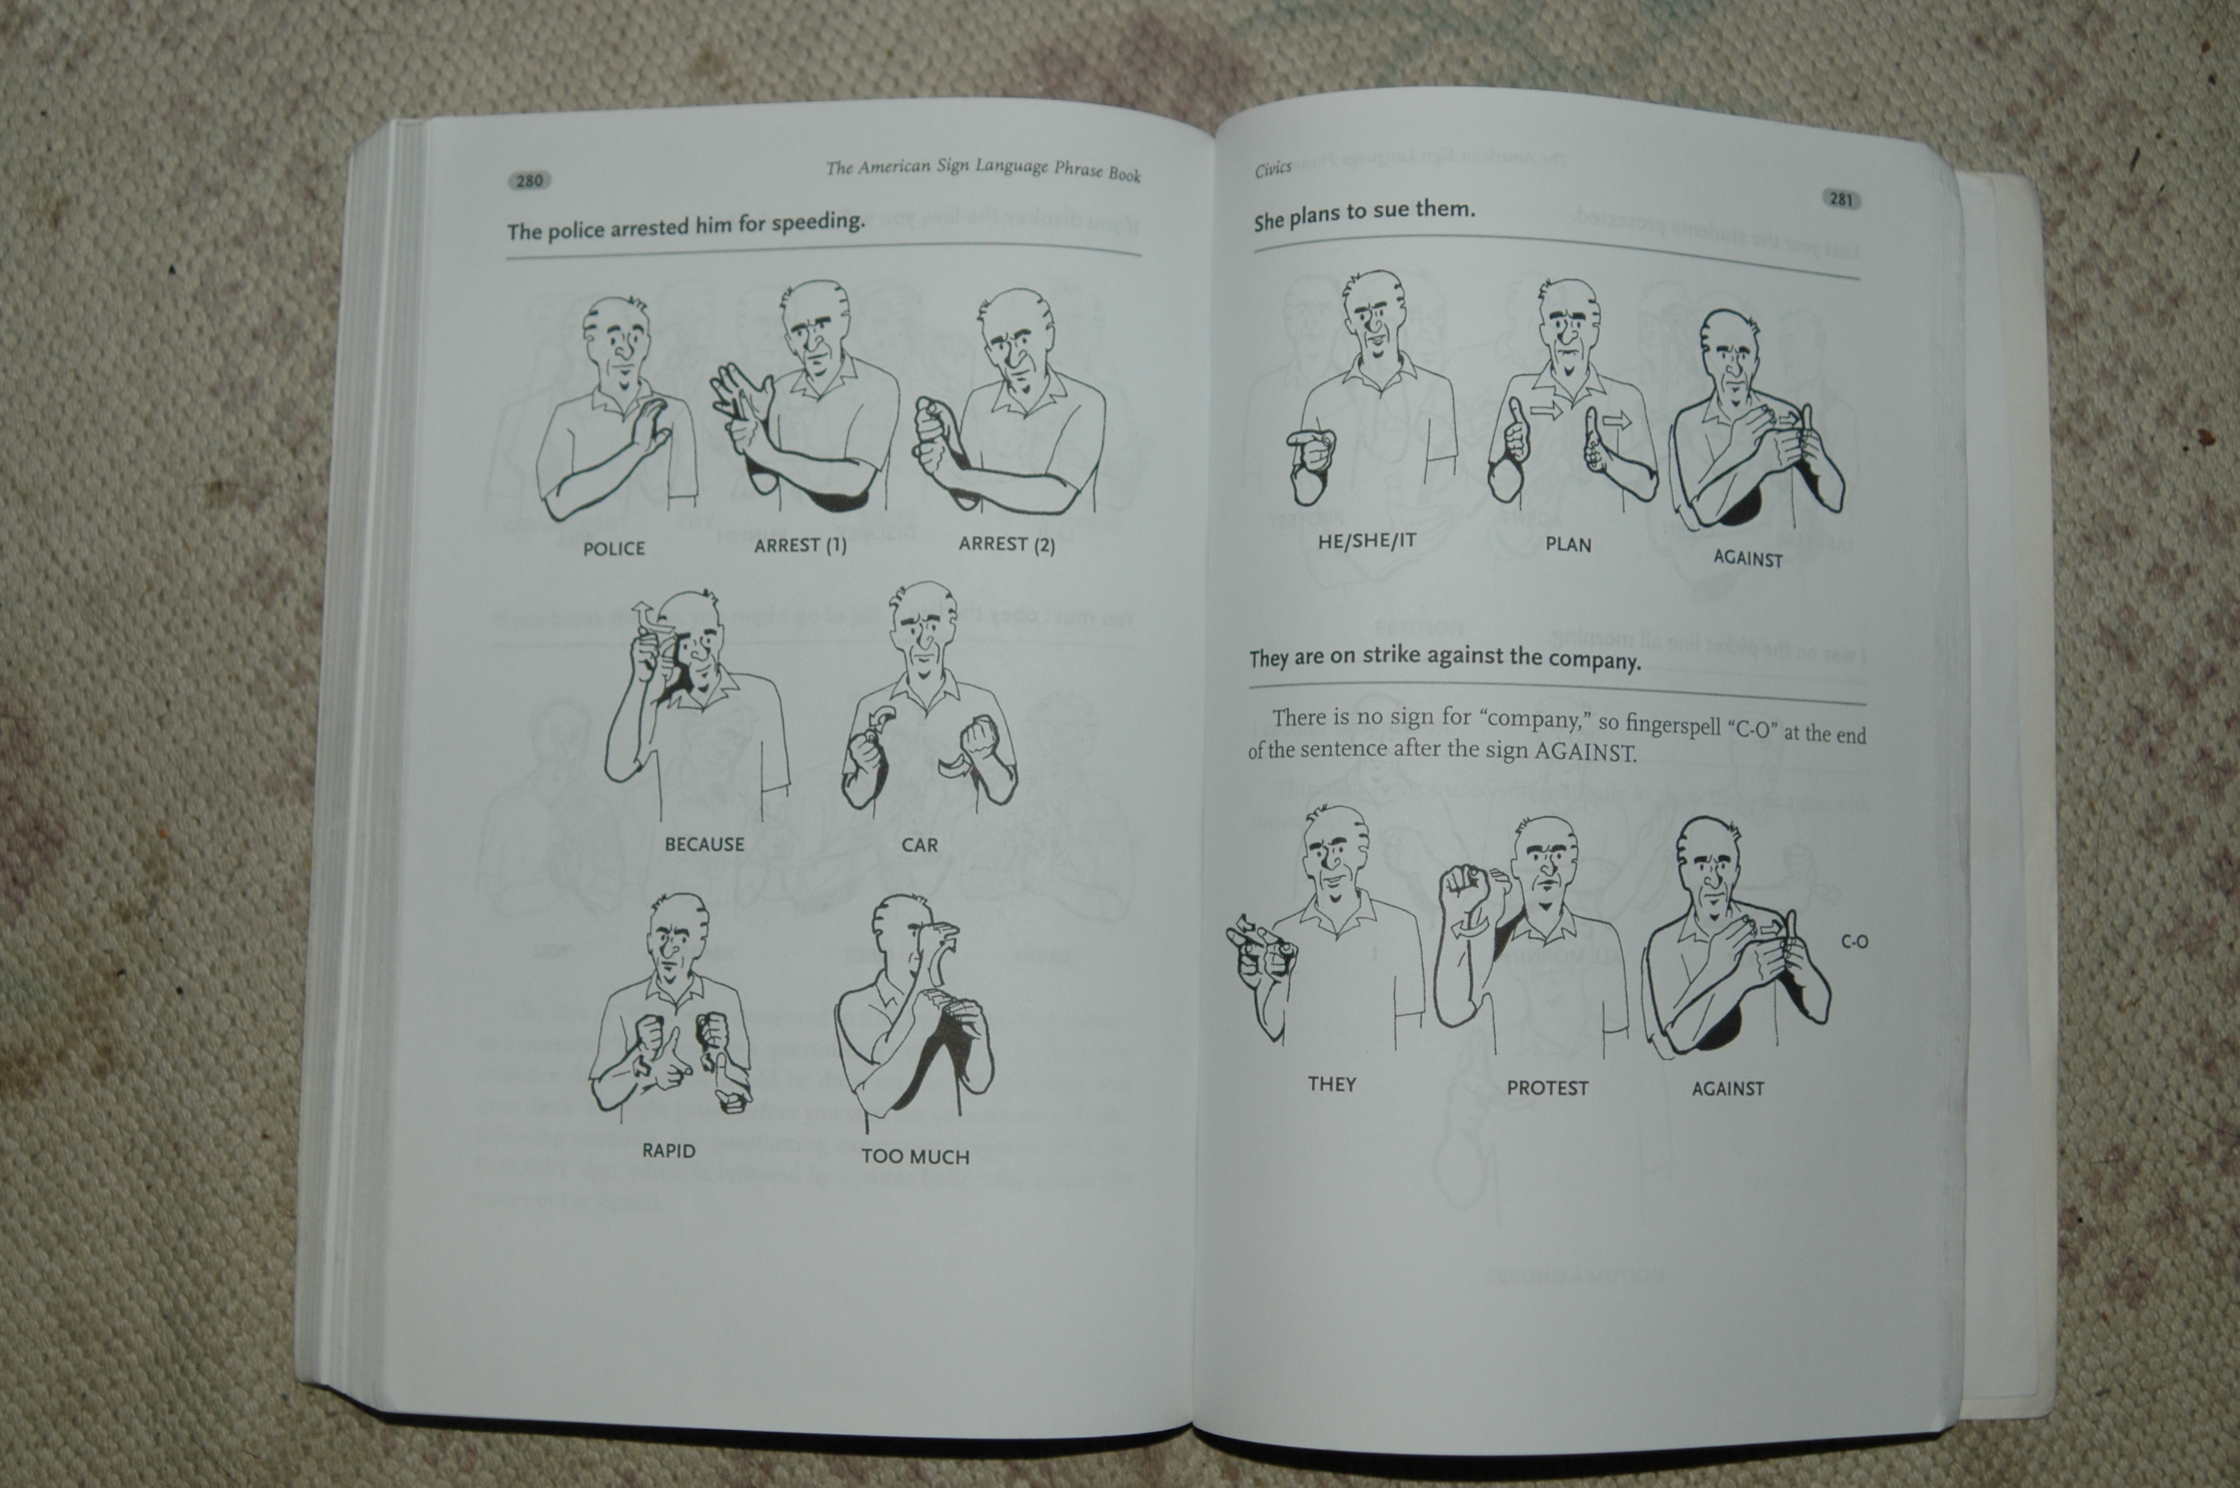 280
The American Sign Language Phrase Book
The police arrested him for speeding.
POLICE
ARREST (1)
ARREST (2)
BECAUSE
CAR
RAPID
TOO MUCH
Civics
281
She plans to sue them.
HE/SHE/IT
PLAN
AGAINST
They are on strike against the company.
There is no sign for “company,” so fingerspell “C-O” at the end
of the sentence after the sign AGAINST.
C-O
THEY
PROTEST
AGAINST